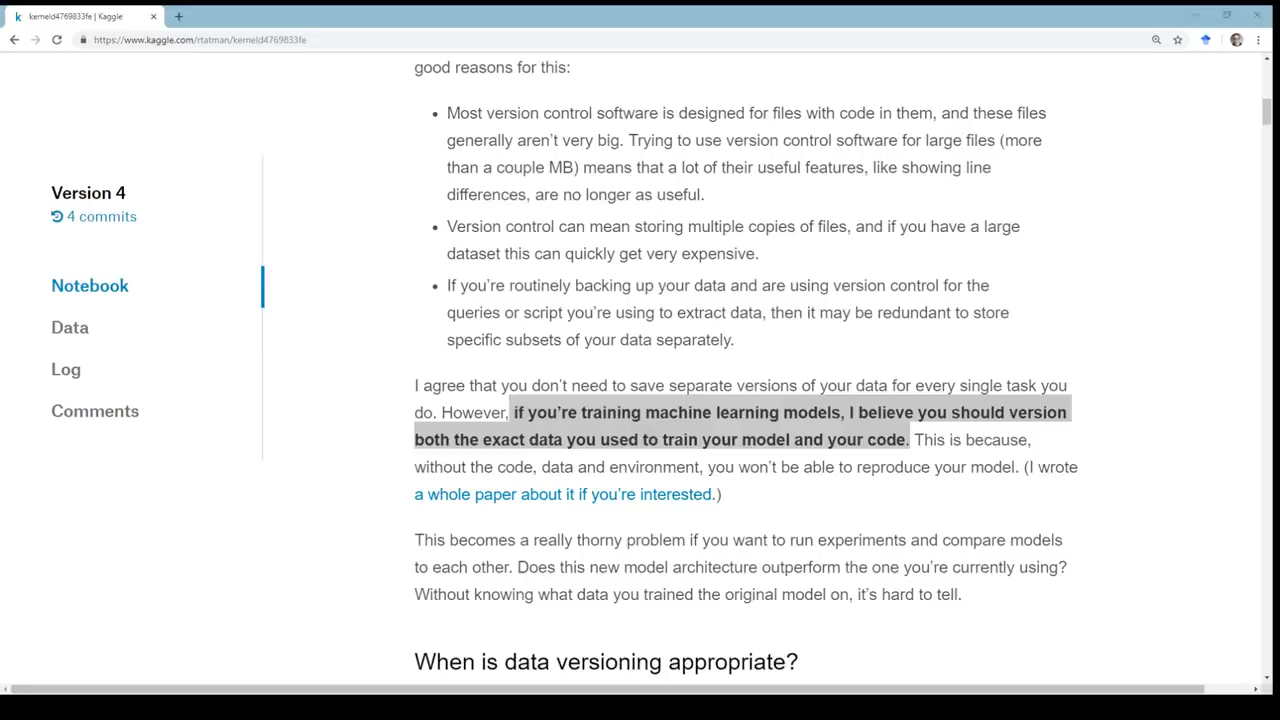 kerneld4769833fe | Kaggle
https://www.kaggle.com/rtatman/kerneld4769833fe
good reasons for this:
Most version control software is designed for files with code in them, and these files
generally aren't very big. Trying to use version control software for large files (more
than a couple MB) means that a lot of their useful features, like showing line
differences, are no longer as useful.
Version 4
4 commits
Version control can mean storing multiple copies of files, and if you have a large
dataset this can quickly get very expensive.
If you're routinely backing up your data and are using version control for the
queries or script you're using to extract data, then it may be redundant to store
specific subsets of your data separately.
Notebook
Data
Log
Comments
I agree that you don't need to save separate versions of your data for every single task you
do. However, if you're training machine learning models, I believe you should version
both the exact data you used to train your model and your code. This is because,
without the code, data and environment, you won't be able to reproduce your model. (I wrote
a whole paper about it if you're interested.)
This becomes a really thorny problem if you want to run experiments and compare models
to each other. Does this new model architecture outperform the one you're currently using?
Without knowing what data you trained the original model on, it's hard to tell.
When is data versioning appropriate?